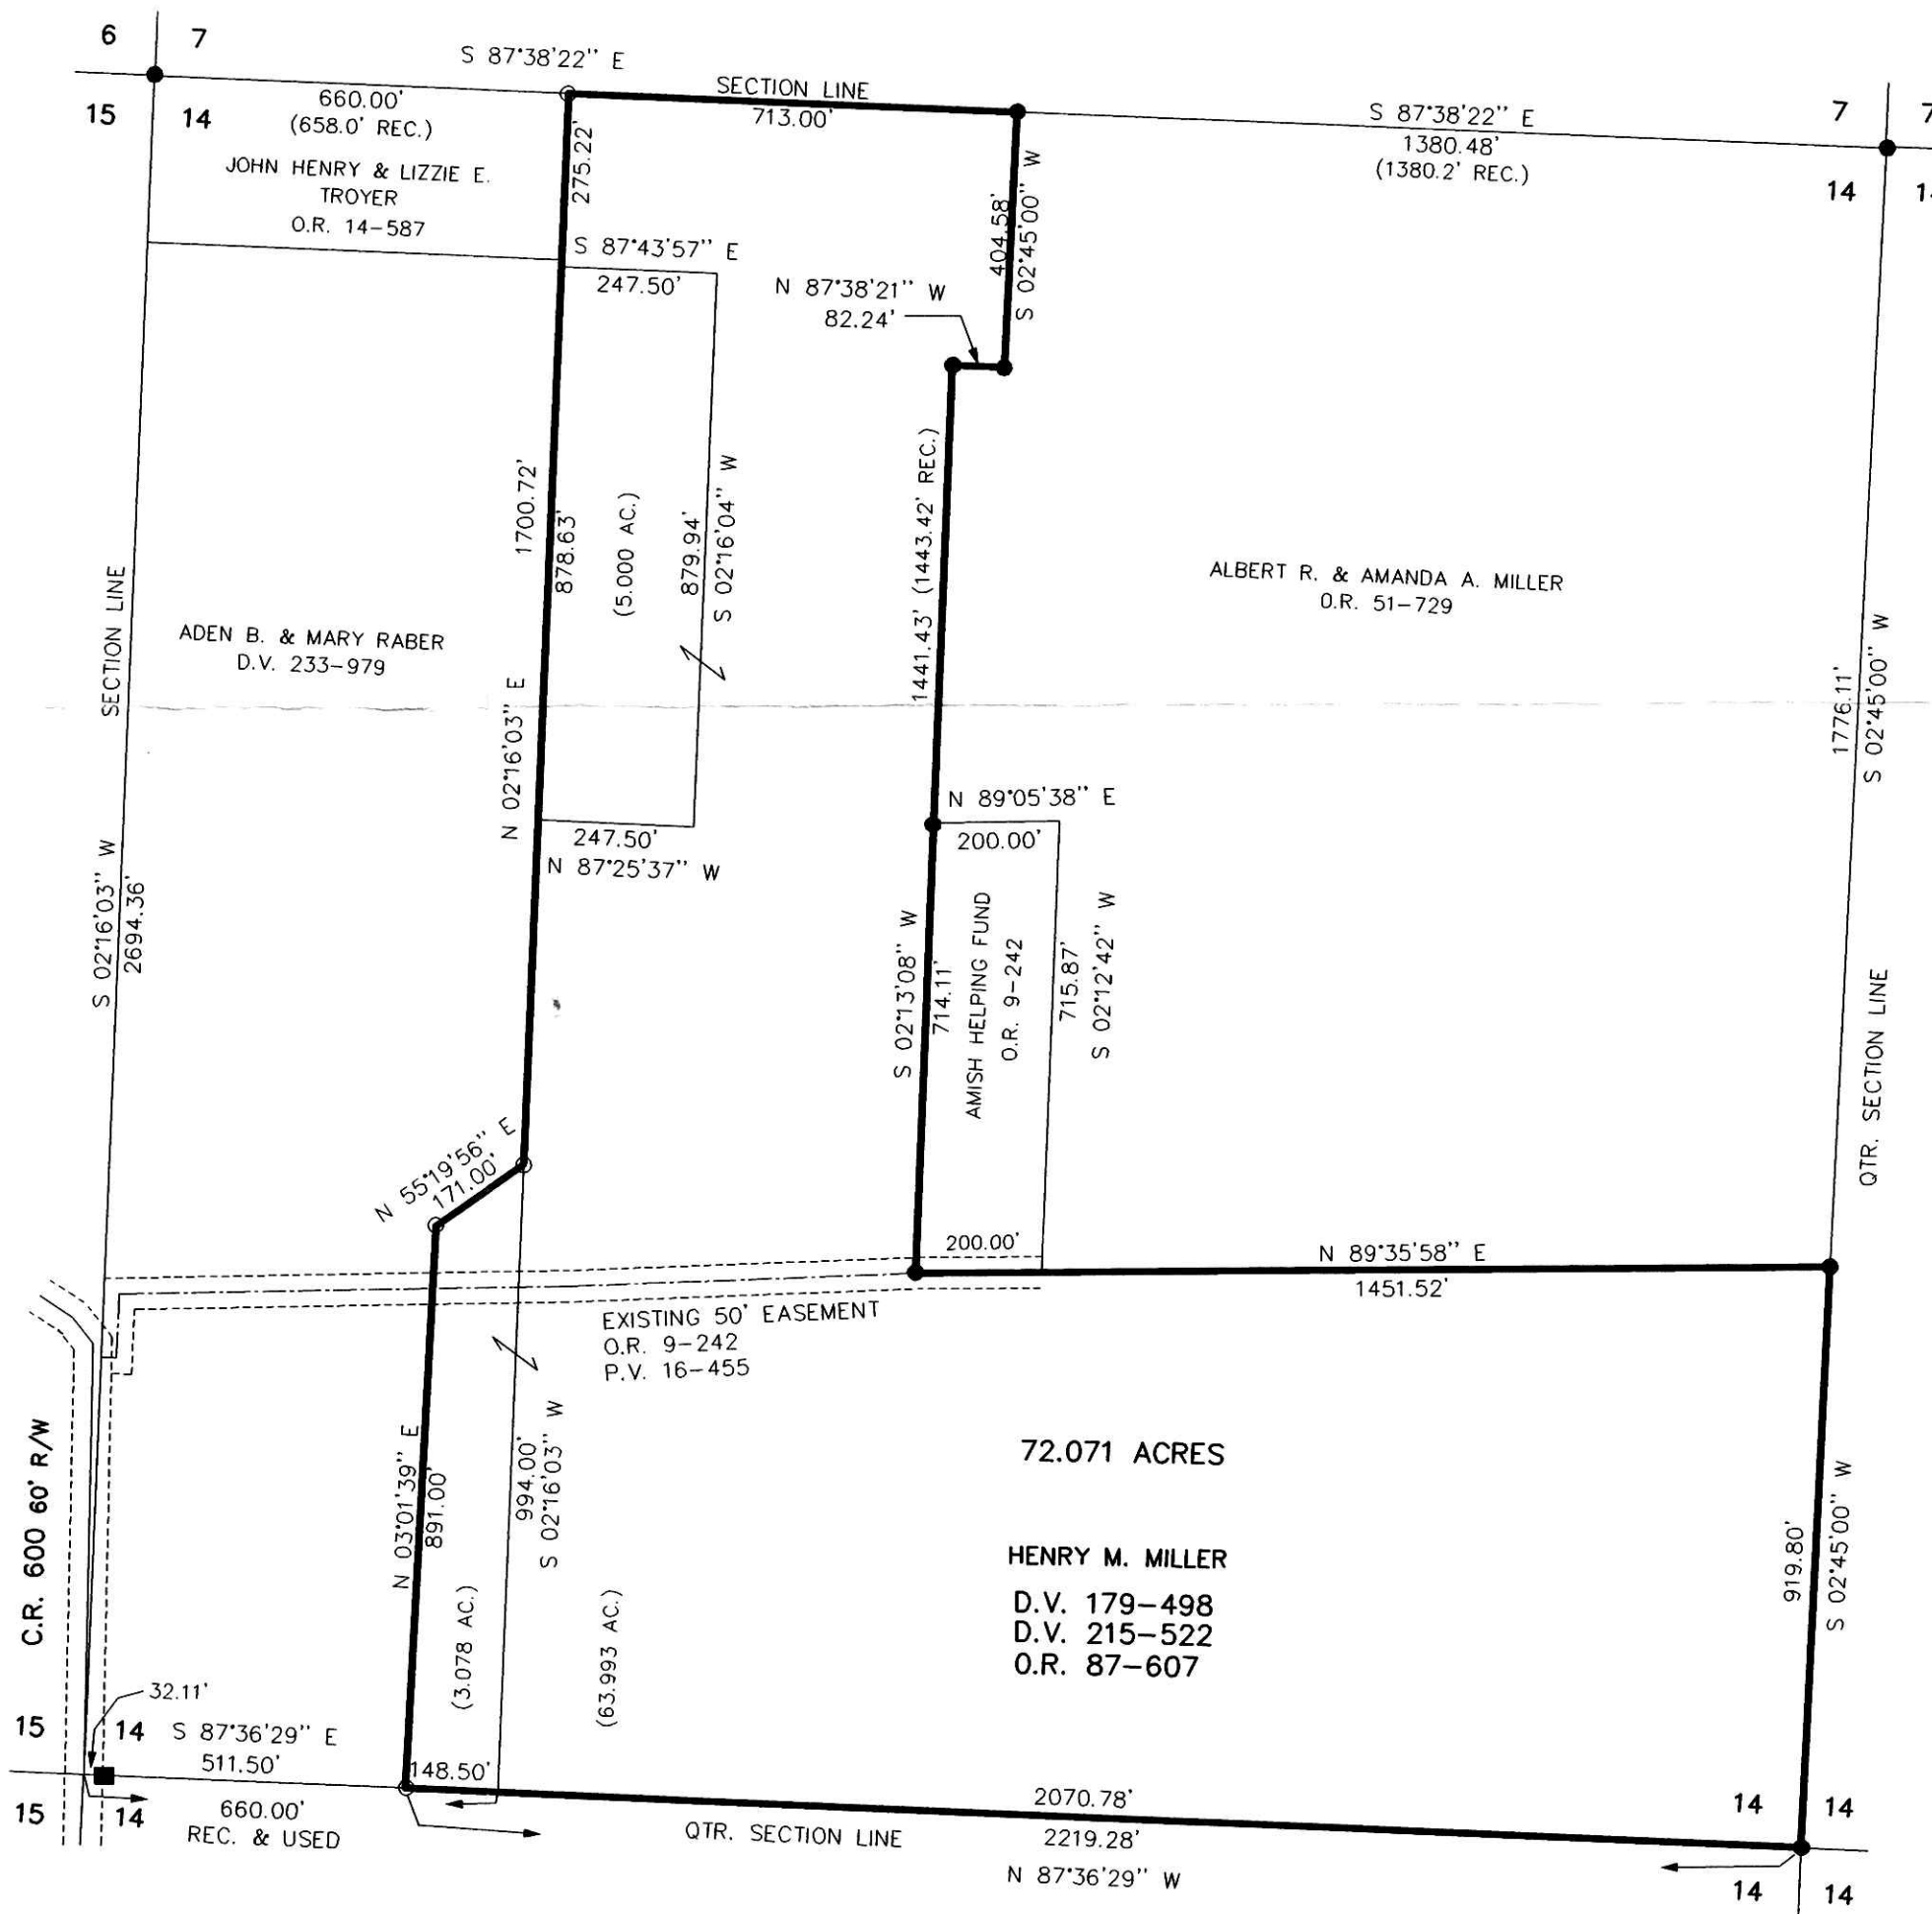 6 7
S 87°38'22" E
SECTION LINE
660.00'
(658.0' REC.)
713.00'
S 87°38'22" E
1380.48'
(1380.2' REC.)
7
15 14
14
JOHN HENRY & LIZZIE E.
TROYER
O.R. 14-587
275.22'
404.58'
S 02°45'00" W
S 87°43'57" E
247.50'
N 87°38'21" W
82.24'
1700.72'
878.63'
(5.000 AC.)
879.94'
S 02°16'04" W
1441.43' (1443.42' REC.)
ALBERT R. & AMANDA A. MILLER
O.R. 51-729
SECTION LINE
ADEN B. & MARY RABER
D.V. 233-979
N 02°16'03" E
1776.11'
S 02°45'00" W
247.50'
N 87°25'37" W
N 89°05'38" E
200.00'
S 02°16'03" W
2694.36'
S 02°13'08" W
714.11'
AMISH HELPING FUND
O.R. 9-242
715.87'
S 02°12'42" W
QTR. SECTION LINE
N 55°19'56" E
171.00'
200.00'
N 89°35'58" E
1451.52'
EXISTING 50' EASEMENT
O.R. 9-242
P.V. 16-455
C.R. 600 60' R/W
N 03°01'39" E
891.00'
994.00'
S 02°16'03" W
72.071 ACRES
HENRY M. MILLER
D.V. 179-498
D.V. 215-522
O.R. 87-607
919.80'
S 02°45'00" W
(3.078 AC.)
(63.993 AC.)
32.11'
15 14
S 87°36'29" E
511.50'
148.50'
2070.78'
14 14
15 14
660.00'
REC. & USED
QTR. SECTION LINE
2219.28'
N 87°36'29" W
14 14